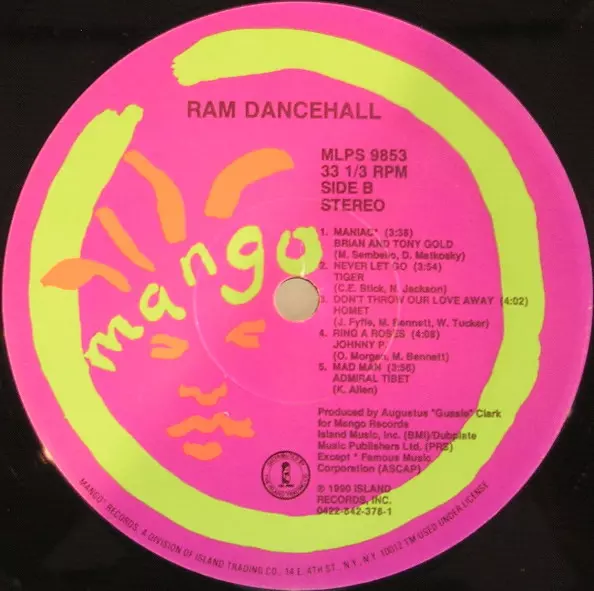 RAM DANCEHALL
MLPS 9853
33 1/3 RPM
SIDE B
STEREO
mango
1. MANIAC* (3:38)
BRIAN AND TONY GOLD
(M. Sembello, D. Matkosky)
2. NEVER LET GO (3:54)
TIGER
(C.E. Stick, N. Jackson)
3. DON'T THROW OUR LOVE AWAY (4:02)
HOMET
(J. Fyffe, M. Bennett, W. Tucker)
4. RING A ROSES (4:08)
JOHNNY P.
(O. Morgan, M. Bennett)
5. MAD MAN (3:56)
ADMIRAL TIBET
(K. Allen)
Produced by Augustus "Gussie" Clark
for Mango Records
Island Music, Inc. (BMI)/Dubplate
Music Publishers Ltd. (PRS)
Except * Famous Music
Corporation (ASCAP)
℗ 1990 ISLAND
RECORDS, INC.
0422-842-378-1
MANGO™ RECORDS, A DIVISION OF ISLAND TRADING CO., 14 E. 4TH ST., N.Y., N.Y. 10012 TM USED UNDER LICENSE